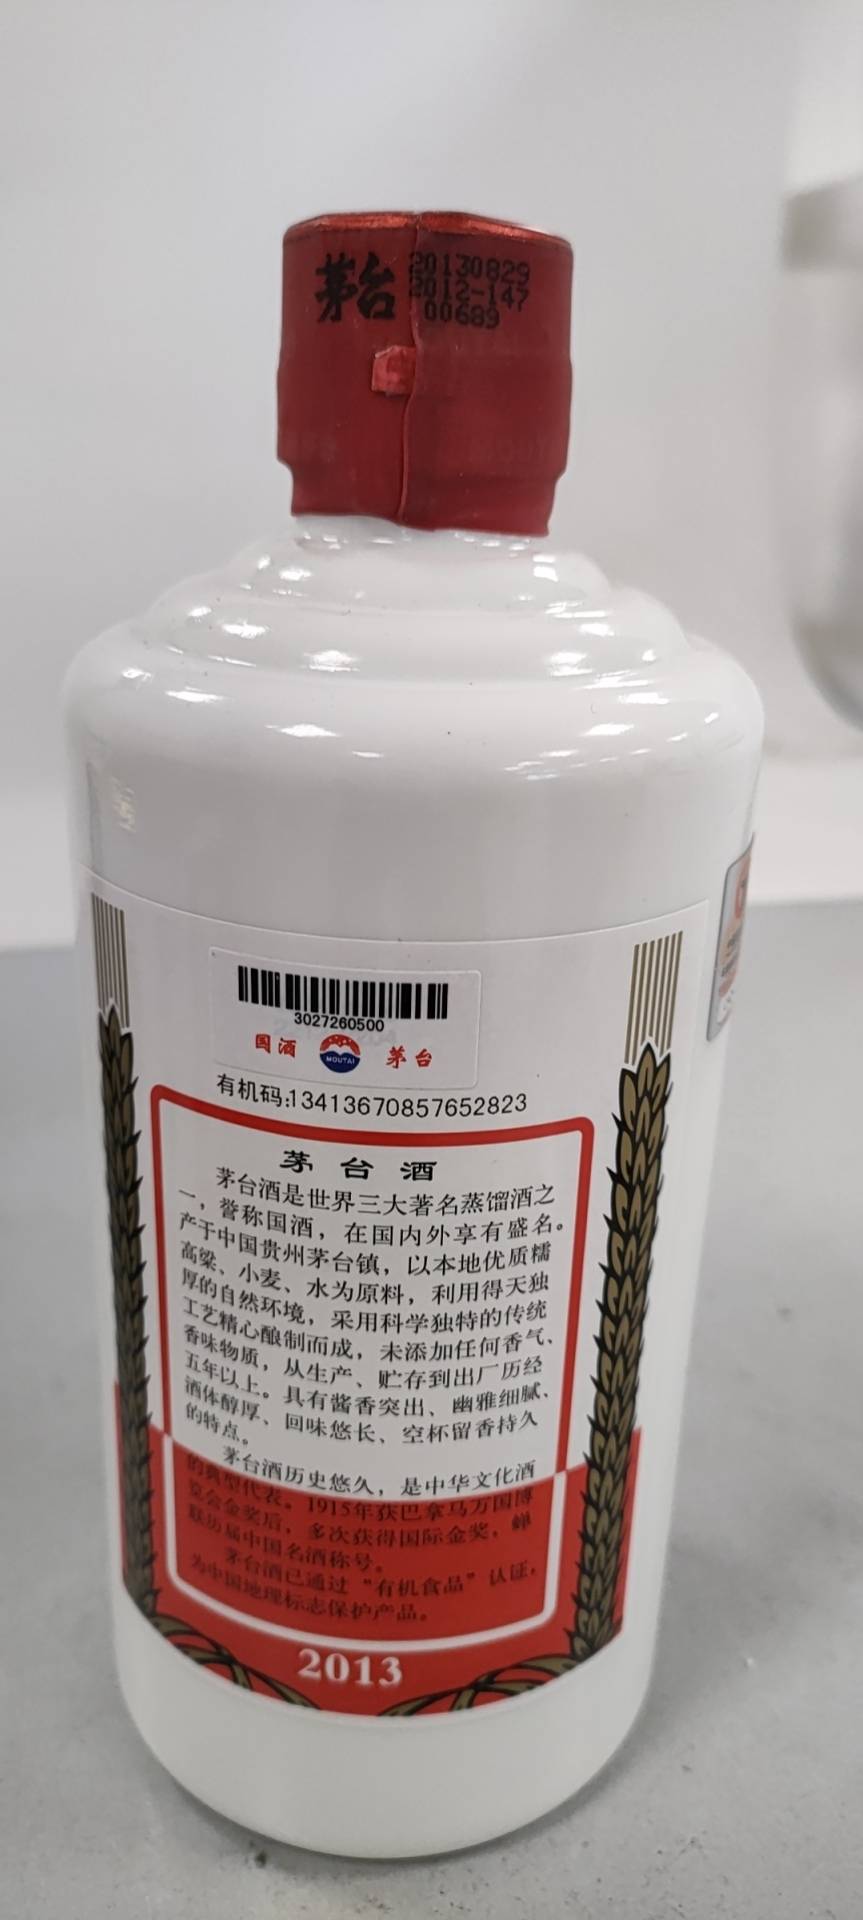 茅台
20130829
2012-147
00689
3027260500
国酒
MOUTAI
茅台
有机码:134136708576​52823
茅台酒
茅台酒是世界三大著名蒸馏酒之
一，誉称国酒，在国内外享有盛名。
产于中国贵州茅台镇，以本地优质糯
高粱、小麦、水为原料，利用得天独
厚的自然环境，采用科学独特的传统
工艺精心酿制而成，未添加任何香气、
香味物质，从生产、贮存到出厂历经
五年以上。具有酱香突出、幽雅细腻、
酒体醇厚、回味悠长、空杯留香持久
的特点。
茅台酒历史悠久，是中华文化酒
的典型代表。1915年获巴拿马万国博
览会金奖后，多次获得国际金奖，蝉
联历届中国名酒称号。
茅台酒已通过“有机食品”认证，
为中国地理标志保护产品。
2013